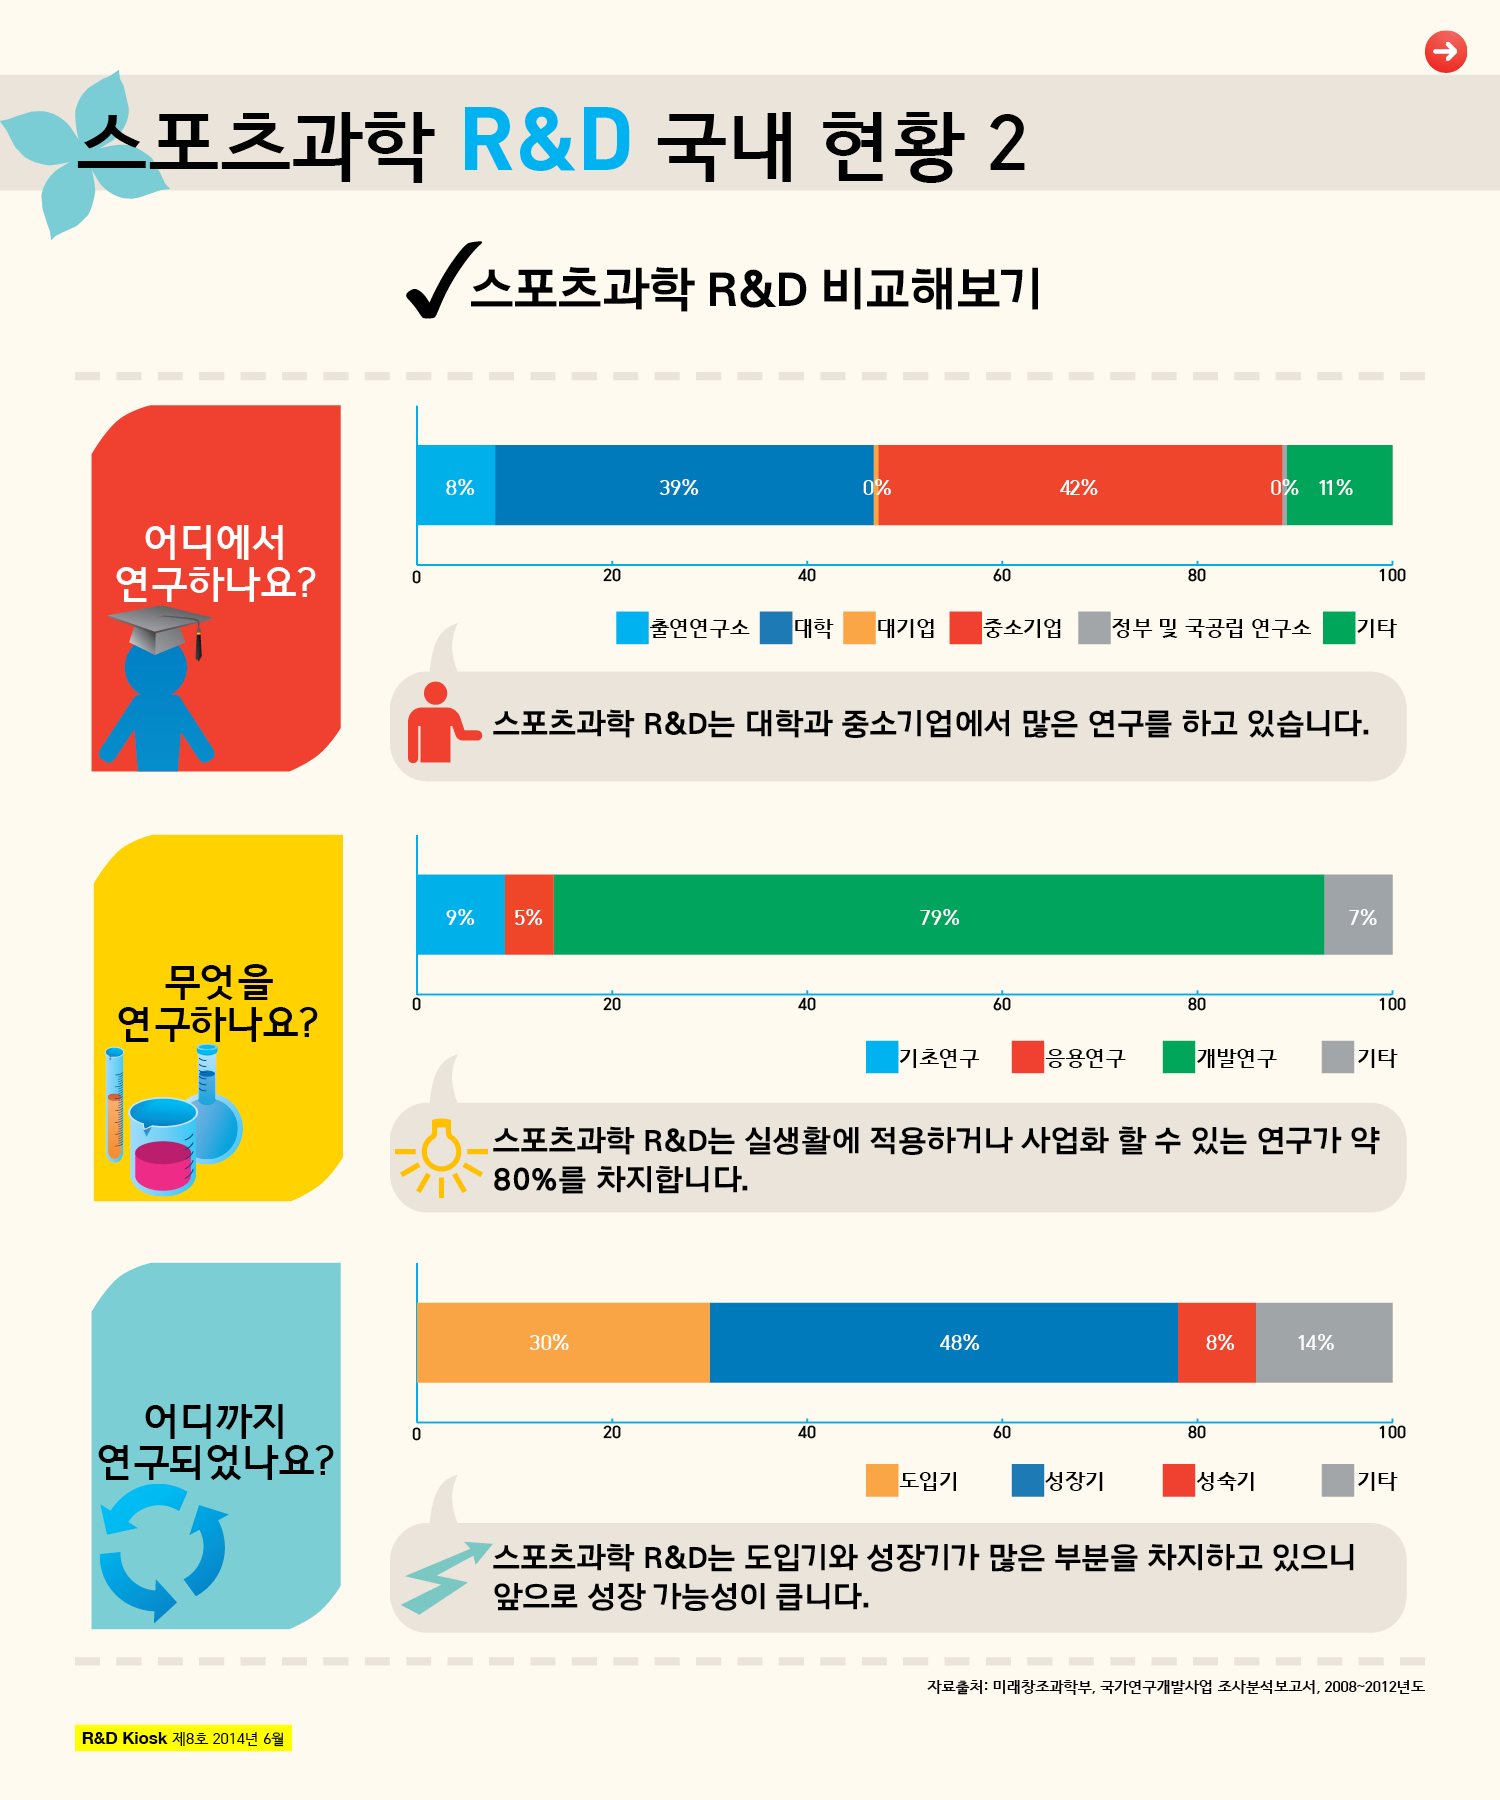 스포츠과학 R&D 국내 현황 2
스포츠과학 R&D 비교해보기
어디에서
연구하나요?
8% 39% 0% 42% 0% 11%
0 20 40 60 80 100
출연연구소 대학 대기업 중소기업 정부 및 국공립 연구소 기타
스포츠과학 R&D는 대학과 중소기업에서 많은 연구를 하고 있습니다.
무엇을
연구하나요?
9% 5% 79% 7%
0 20 40 60 80 100
기초연구 응용연구 개발연구 기타
스포츠과학 R&D는 실생활에 적용하거나 사업화 할 수 있는 연구가 약
80%를 차지합니다.
어디까지
연구되었나요?
30% 48% 8% 14%
0 20 40 60 80 100
도입기 성장기 성숙기 기타
스포츠과학 R&D는 도입기와 성장기가 많은 부분을 차지하고 있으니
앞으로 성장 가능성이 큽니다.
자료출처: 미래창조과학부, 국가연구개발사업 조사분석보고서, 2008~2012년도
R&D Kiosk 제8호 2014년 6월